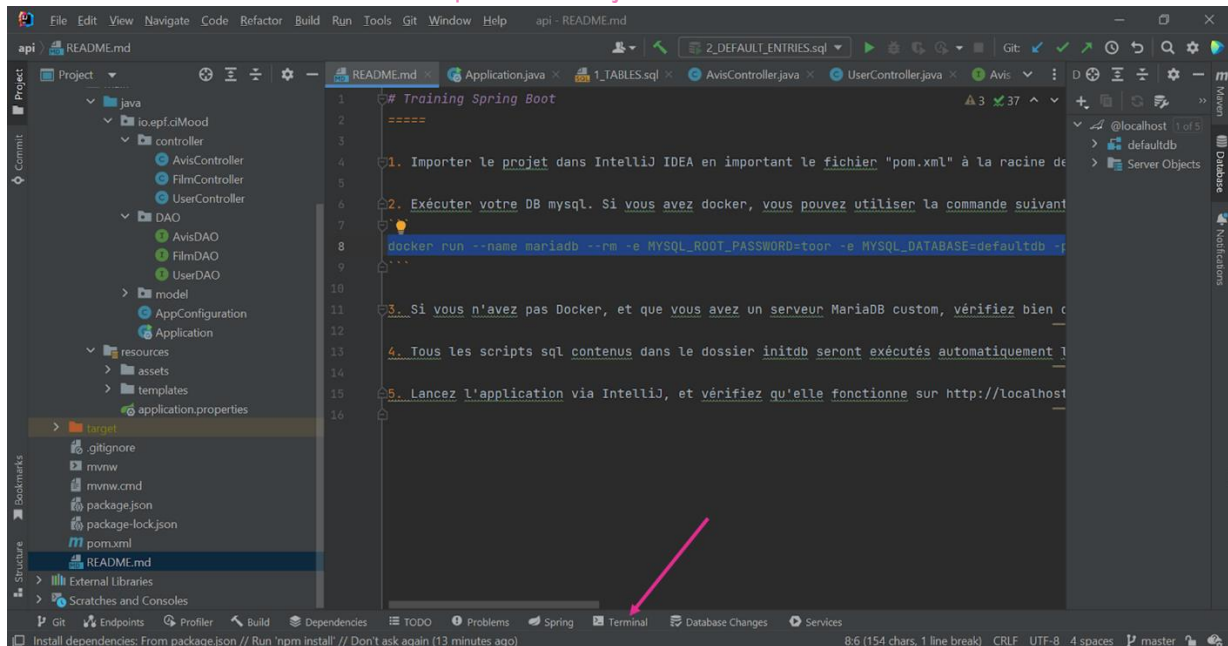 File Edit View Navigate Code Refactor Build Run Tools Git Window Help api - README.md
api README.md 2_DEFAULT_ENTRIES.sql Git:
Project README.md Application.java 1_TABLES.sql AvisController.java UserController.java Avis D
java
io.epf.ciMood
controller
AvisController
FilmController
UserController
DAO
AvisDAO
FilmDAO
UserDAO
model
AppConfiguration
Application
resources
assets
templates
application.properties
target
.gitignore
mvnw
mvnw.cmd
package.json
package-lock.json
pom.xml
README.md
External Libraries
Scratches and Consoles
1 # Training Spring Boot
2 =====
3
4 1. Importer le projet dans IntelliJ IDEA en important le fichier "pom.xml" à la racine de
5
6 2. Exécuter votre DB mysql. Si vous avez docker, vous pouvez utiliser la commande suivant
7 ```
8 docker run --name mariadb --rm -e MYSQL_ROOT_PASSWORD=toor -e MYSQL_DATABASE=defaultdb -p
9 ```
10
11 3. Si vous n'avez pas Docker, et que vous avez un serveur MariaDB custom, vérifiez bien
12
13 4. Tous les scripts sql contenus dans le dossier initdb seront exécutés automatiquement
14
15 5. Lancez l'application via IntelliJ, et vérifiez qu'elle fonctionne sur http://localhost
16
3 37
@localhost 1 of 5
defaultdb
Server Objects
Project
Commit
Bookmarks
Structure
Maven
Database
Notifications
Git Endpoints Profiler Build Dependencies TODO Problems Spring Terminal Database Changes Services
Install dependencies: From package.json // Run 'npm install' // Don't ask again (13 minutes ago) 8:6 (154 chars, 1 line break) CRLF UTF-8 4 spaces master